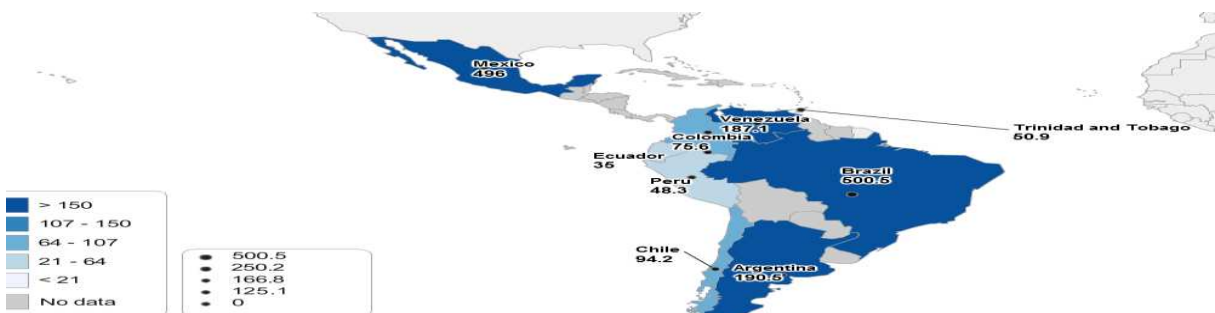 Mexico
496
Venezuela
187.1
Colombia
75.6
Trinidad and Tobago
50.9
Ecuador
35
Peru
48.3
Brazil
500.5
Chile
94.2
Argentina
190.5
> 150
107 - 150
64 - 107
21 - 64
< 21
No data
500.5
250.2
166.8
125.1
0